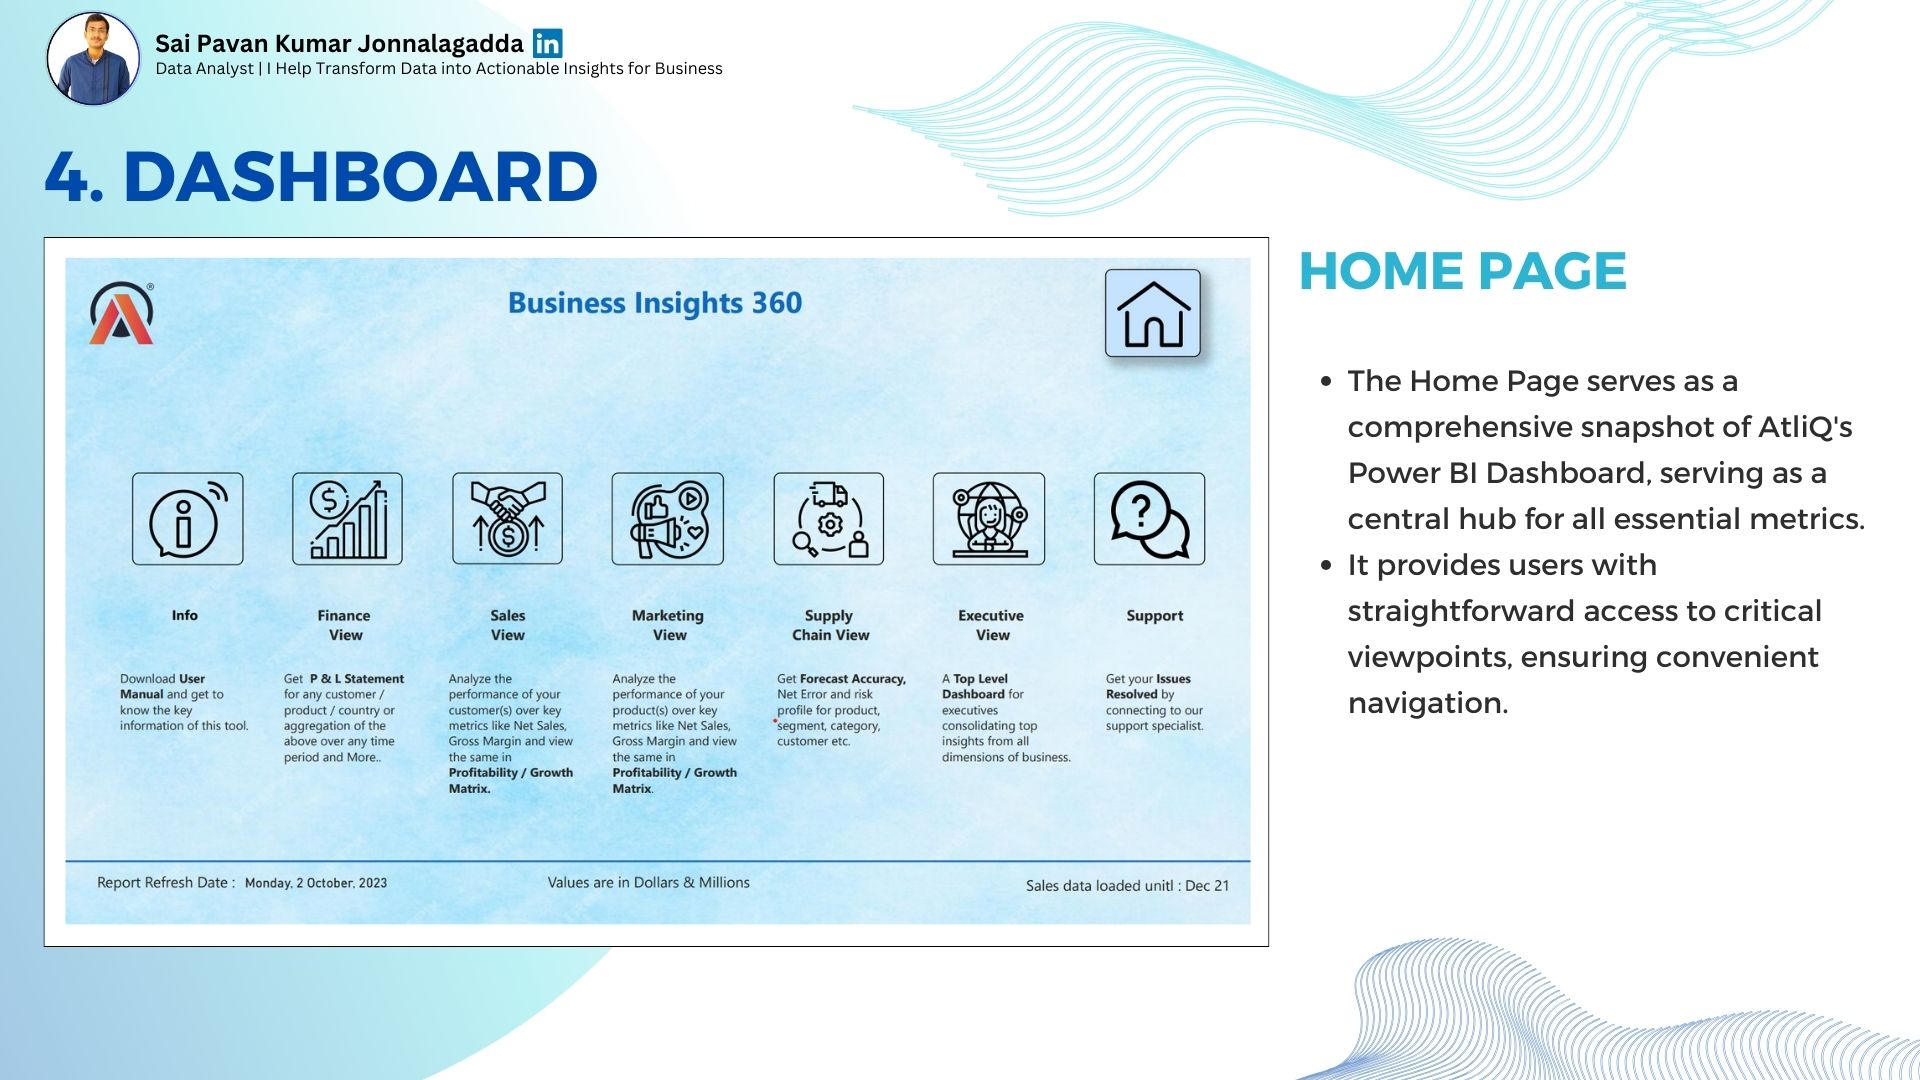 Sai Pavan Kumar Jonnalagadda in
Data Analyst | I Help Transform Data into Actionable Insights for Business
4. DASHBOARD
Business Insights 360
®
Info
Download User
Manual and get to
know the key
information of this tool.
Finance
View
Get P & L Statement
for any customer /
product / country or
aggregation of the
above over any time
period and More..
Sales
View
Analyze the
performance of your
customer(s) over key
metrics like Net Sales,
Gross Margin and view
the same in
Profitability / Growth
Matrix.
Marketing
View
Analyze the
performance of your
product(s) over key
metrics like Net Sales,
Gross Margin and view
the same in
Profitability / Growth
Matrix.
Supply
Chain View
Get Forecast Accuracy,
Net Error and risk
profile for product,
segment, category,
customer etc.
Executive
View
A Top Level
Dashboard for
executives
consolidating top
insights from all
dimensions of business.
Support
Get your Issues
Resolved by
connecting to our
support specialist.
Report Refresh Date : Monday, 2 October, 2023
Values are in Dollars & Millions
Sales data loaded unitl : Dec 21
HOME PAGE
• The Home Page serves as a
comprehensive snapshot of AtliQ's
Power BI Dashboard, serving as a
central hub for all essential metrics.
• It provides users with
straightforward access to critical
viewpoints, ensuring convenient
navigation.